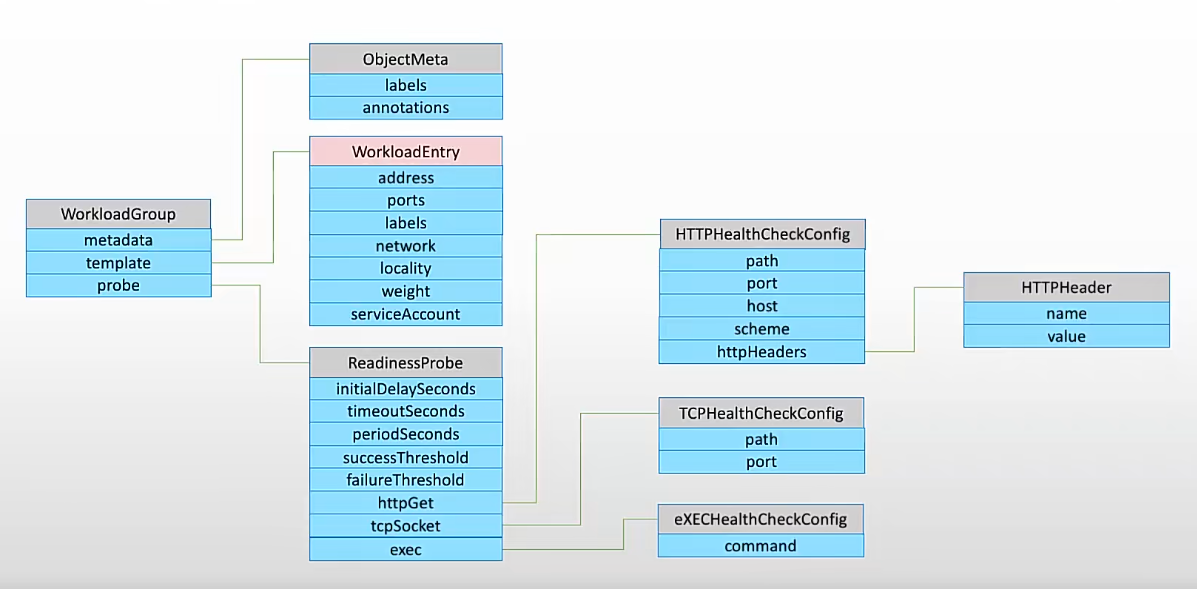 WorkloadGroup
metadata
template
probe
ObjectMeta
labels
annotations
WorkloadEntry
address
ports
labels
network
locality
weight
serviceAccount
ReadinessProbe
initialDelaySeconds
timeoutSeconds
periodSeconds
successThreshold
failureThreshold
httpGet
tcpSocket
exec
HTTPHealthCheckConfig
path
port
host
scheme
httpHeaders
TCPHealthCheckConfig
path
port
eXECHealthCheckConfig
command
HTTPHeader
name
value